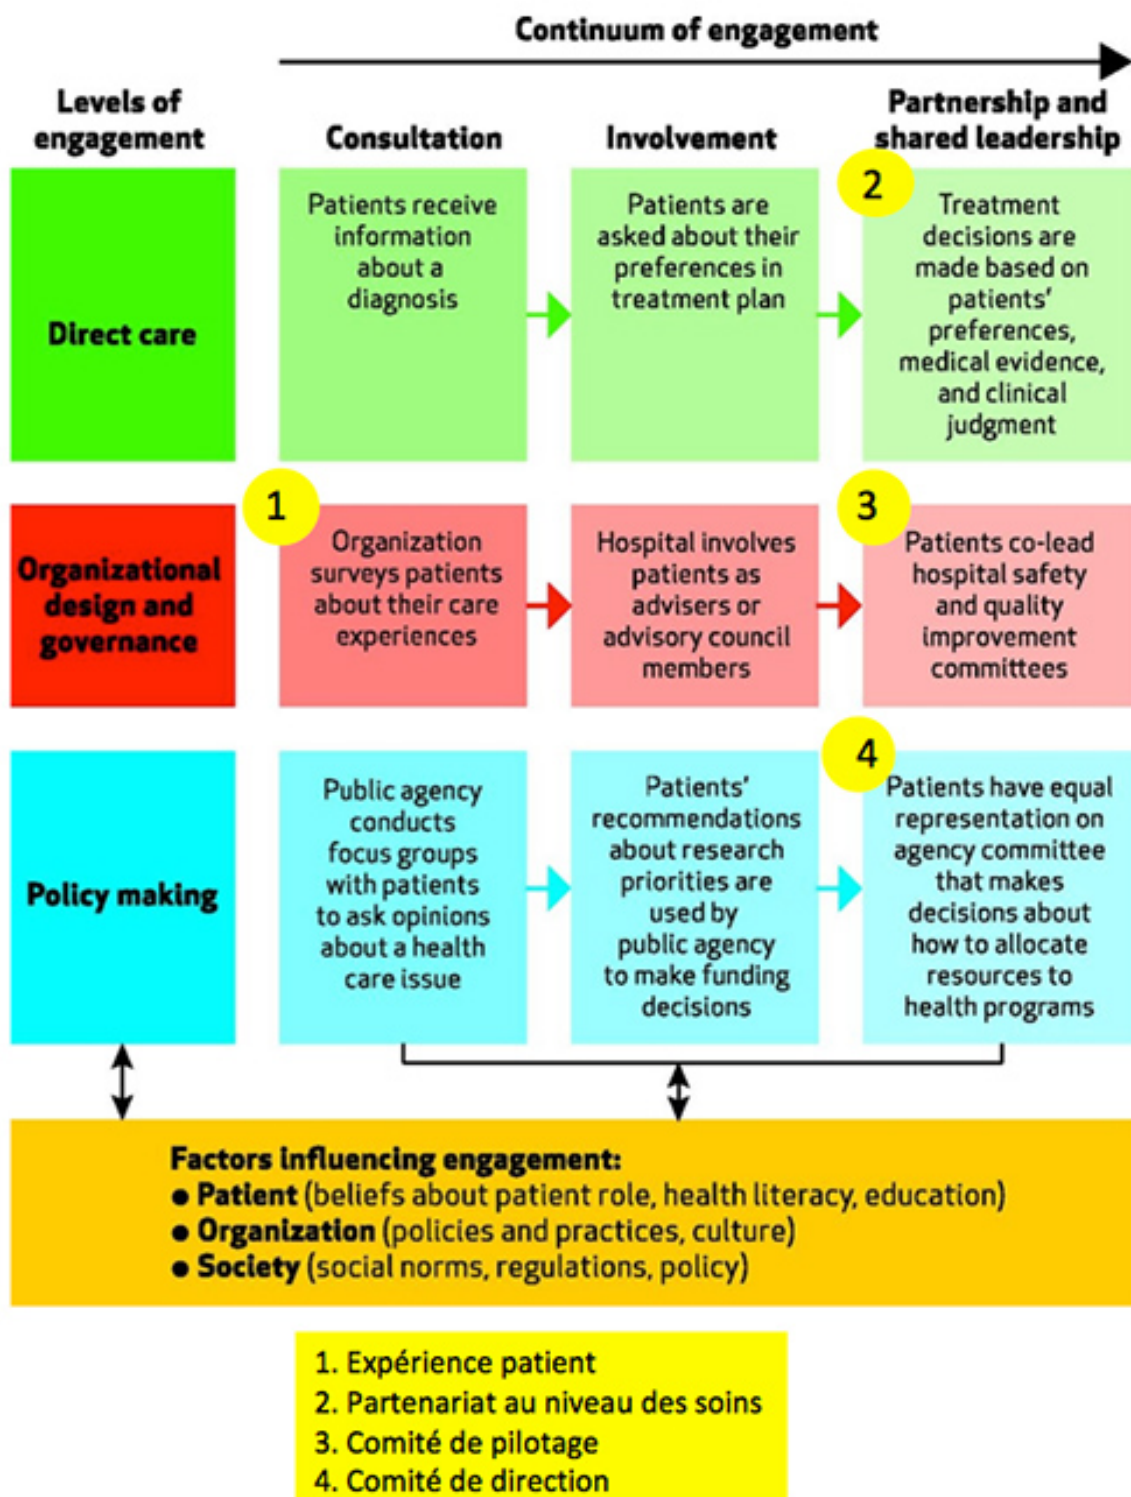 Continuum of engagement
Levels of
engagement
Consultation
Involvement
Partnership and
shared leadership
Direct care
Patients receive
information
about a
diagnosis
Patients are
asked about their
preferences in
treatment plan
2
Treatment
decisions are
made based on
patients'
preferences,
medical evidence,
and clinical
judgment
Organizational
design and
governance
1
Organization
surveys patients
about their care
experiences
Hospital involves
patients as
advisers or
advisory council
members
3
Patients co-lead
hospital safety
and quality
improvement
committees
Policy making
Public agency
conducts
focus groups
with patients
to ask opinions
about a health
care issue
Patients'
recommendations
about research
priorities are
used by
public agency
to make funding
decisions
4
Patients have equal
representation on
agency committee
that makes
decisions about
how to allocate
resources to
health programs
Factors influencing engagement:
● Patient (beliefs about patient role, health literacy, education)
● Organization (policies and practices, culture)
● Society (social norms, regulations, policy)
1. Expérience patient
2. Partenariat au niveau des soins
3. Comité de pilotage
4. Comité de direction